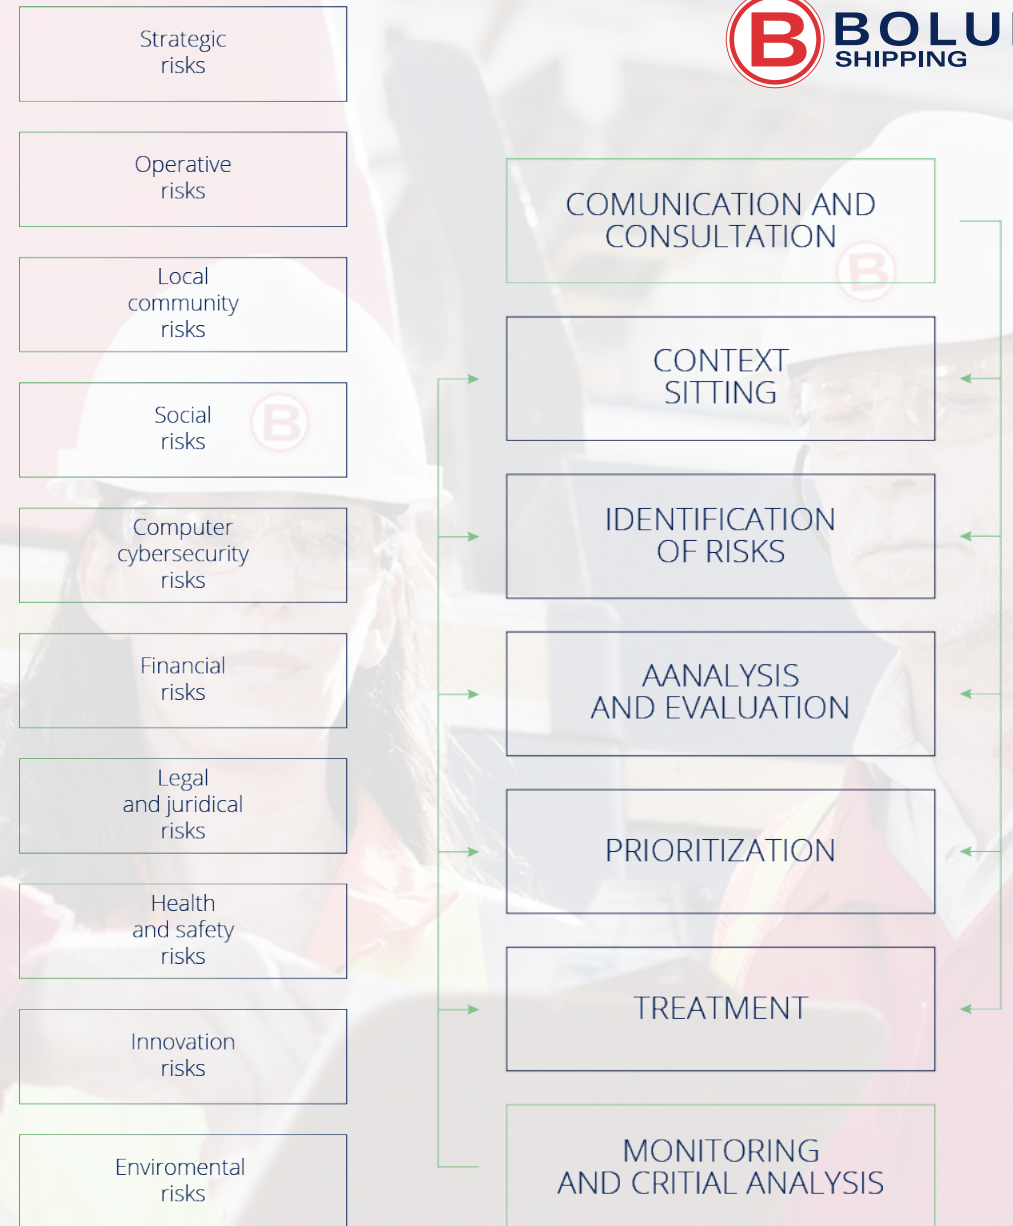 Strategic
risks
Operative
risks
Local
community
risks
Social
risks
Computer
cybersecurity
risks
Financial
risks
Legal
and juridical
risks
Health
and safety
risks
Innovation
risks
Enviromental
risks
B
SHIPPING
COMUNICATION AND
CONSULTATION
B
CONTEXT
SITTING
B
IDENTIFICATION
OF RISKS
AANALYSIS
AND EVALUATION
PRIORITIZATION
TREATMENT
MONITORING
AND CRITIAL ANALYSIS